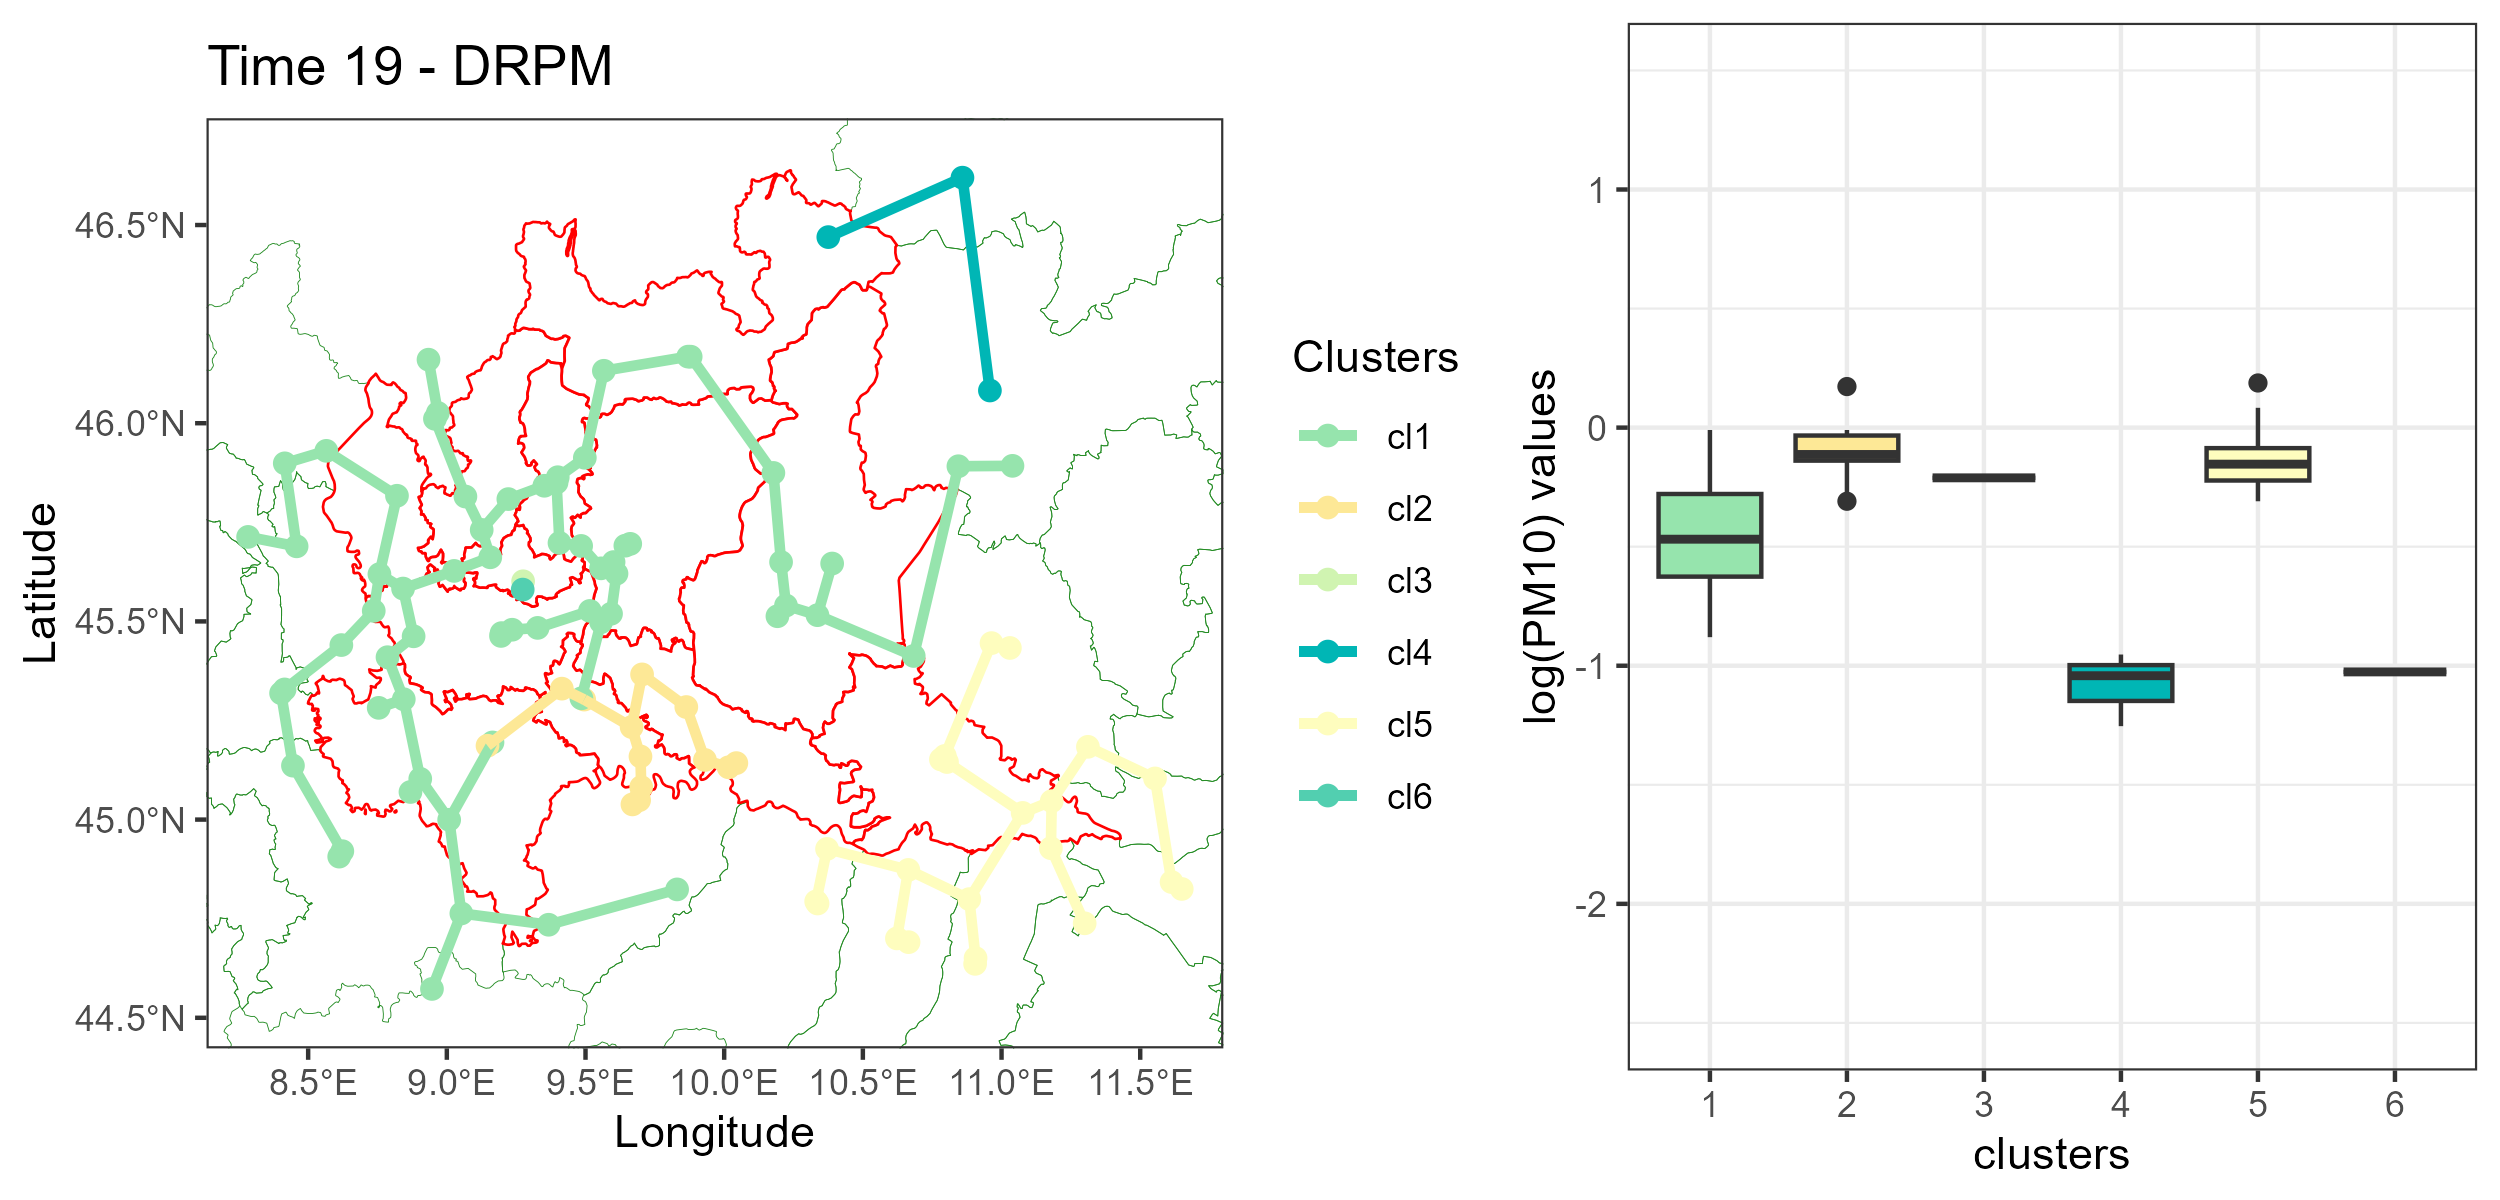 Time 19 - DRPM
46.5°N
46.0°N
45.5°N
45.0°N
44.5°N
Latitude
8.5°E 9.0°E 9.5°E 10.0°E 10.5°E 11.0°E 11.5°E
Longitude
Clusters
cl1
cl2
cl3
cl4
cl5
cl6
log(PM10) values
1
0
-1
-2
1 2 3 4 5 6
clusters